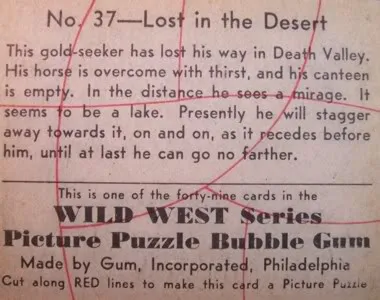 No. 37—Lost in the Desert
This gold-seeker has lost his way in Death Valley.
His horse is overcome with thirst, and his canteen
is empty. In the distance he sees a mirage. It
seems to be a lake. Presently he will stagger
away towards it, on and on, as it recedes before
him, until at last he can go no farther.
This is one of the forty-nine cards in the
WILD WEST Series
Picture Puzzle Bubble Gum
Made by Gum, Incorporated, Philadelphia
Cut along RED lines to make this card a Picture Puzzle